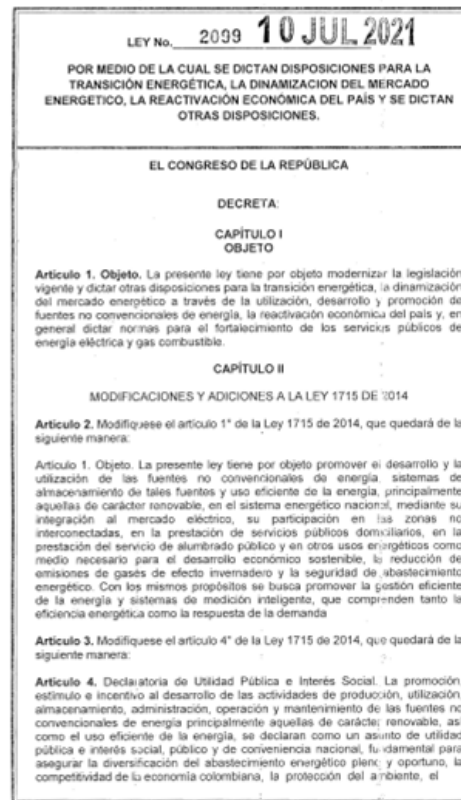 LEY No. 2099 10 JUL 2021
POR MEDIO DE LA CUAL SE DICTAN DISPOSICIONES PARA LA
TRANSICIÓN ENERGÉTICA, LA DINAMIZACION DEL MERCADO
ENERGETICO, LA REACTIVACIÓN ECONÓMICA DEL PAÍS Y SE DICTAN
OTRAS DISPOSICIONES.
EL CONGRESO DE LA REPÚBLICA
DECRETA:
CAPÍTULO I
OBJETO
Artículo 1. Objeto. La presente ley tiene por objeto modernizar la legislación
vigente y dictar otras disposiciones para la transición energética, la dinamización
del mercado energético a través de la utilización, desarrollo y promoción de
fuentes no convencionales de energía, la reactivación económica del país y, en
general dictar normas para el fortalecimiento de los servicios públicos de
energía eléctrica y gas combustible.
CAPÍTULO II
MODIFICACIONES Y ADICIONES A LA LEY 1715 DE 2014
Artículo 2. Modifíquese el artículo 1° de la Ley 1715 de 2014, que quedará de la
siguiente manera:
Artículo 1. Objeto. La presente ley tiene por objeto promover el desarrollo y la
utilización de las fuentes no convencionales de energía, sistemas de
almacenamiento de tales fuentes y uso eficiente de la energía, principalmente
aquellas de carácter renovable, en el sistema energético nacional, mediante su
integración al mercado eléctrico, su participación en las zonas no
interconectadas, en la prestación de servicios públicos domiciliarios, en la
prestación del servicio de alumbrado público y en otros usos energéticos como
medio necesario para el desarrollo económico sostenible, la reducción de
emisiones de gases de efecto invernadero y la seguridad de abastecimiento
energético. Con los mismos propósitos se busca promover la gestión eficiente
de la energía y sistemas de medición inteligente, que comprenden tanto la
eficiencia energética como la respuesta de la demanda
Artículo 3. Modifíquese el artículo 4° de la Ley 1715 de 2014, que quedará de la
siguiente manera:
Artículo 4. Declaratoria de Utilidad Pública e Interés Social. La promoción,
estímulo e incentivo al desarrollo de las actividades de producción, utilización,
almacenamiento, administración, operación y mantenimiento de las fuentes no
convencionales de energía principalmente aquellas de carácter renovable, así
como el uso eficiente de la energía, se declaran como un asunto de utilidad
pública e interés social, público y de conveniencia nacional, fundamental para
asegurar la diversificación del abastecimiento energético pleno y oportuno, la
competitividad de la economía colombiana, la protección del ambiente, el